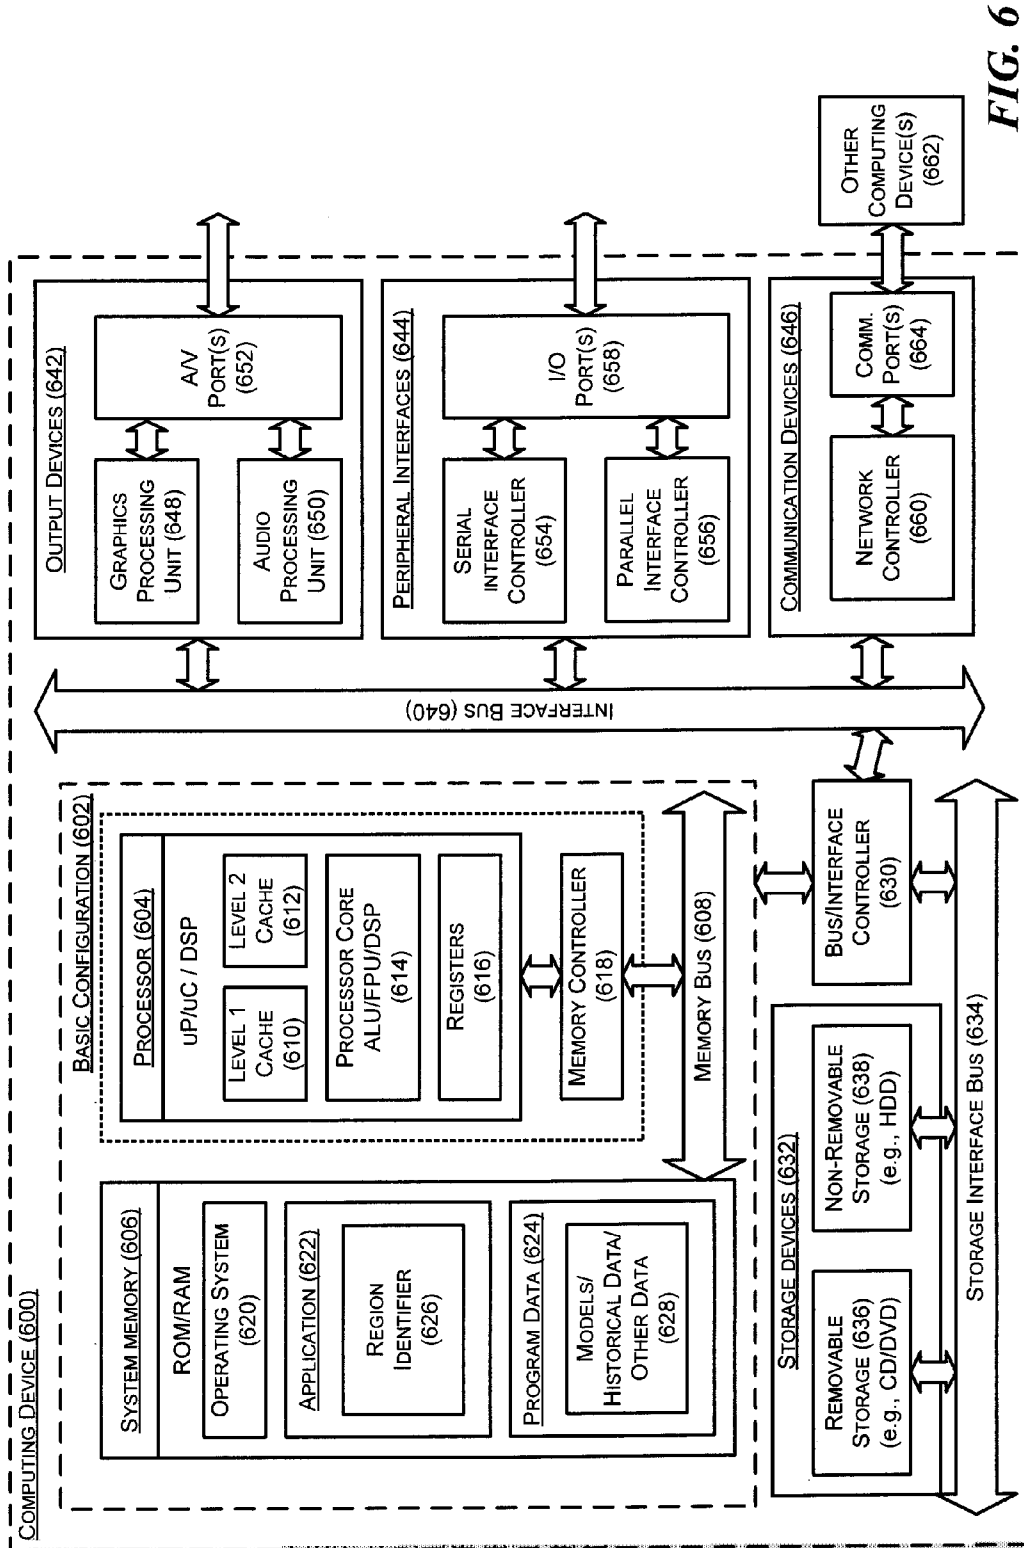 COMPUTING DEVICE (600)
BASIC CONFIGURATION (602)
SYSTEM MEMORY (606)
ROM/RAM
OPERATING SYSTEM
(620)
APPLICATION (622)
REGION
IDENTIFIER
(626)
PROGRAM DATA (624)
MODELS/
HISTORICAL DATA/
OTHER DATA
(628)
PROCESSOR (604)
uP/uC / DSP
LEVEL 1
CACHE
(610)
LEVEL 2
CACHE
(612)
PROCESSOR CORE
ALU/FPU/DSP
(614)
REGISTERS
(616)
MEMORY CONTROLLER
(618)
MEMORY BUS (608)
STORAGE DEVICES (632)
REMOVABLE
STORAGE (636)
(e.g., CD/DVD)
NON-REMOVABLE
STORAGE (638)
(e.g., HDD)
BUS/INTERFACE
CONTROLLER
(630)
STORAGE INTERFACE BUS (634)
INTERFACE BUS (640)
OUTPUT DEVICES (642)
GRAPHICS
PROCESSING
UNIT (648)
AUDIO
PROCESSING
UNIT (650)
A/V
PORT(S)
(652)
PERIPHERAL INTERFACES (644)
SERIAL
INTERFACE
CONTROLLER
(654)
PARALLEL
INTERFACE
CONTROLLER
(656)
I/O
PORT(S)
(658)
COMMUNICATION DEVICES (646)
NETWORK
CONTROLLER
(660)
COMM.
PORT(S)
(664)
OTHER
COMPUTING
DEVICE(S)
(662)
FIG. 6